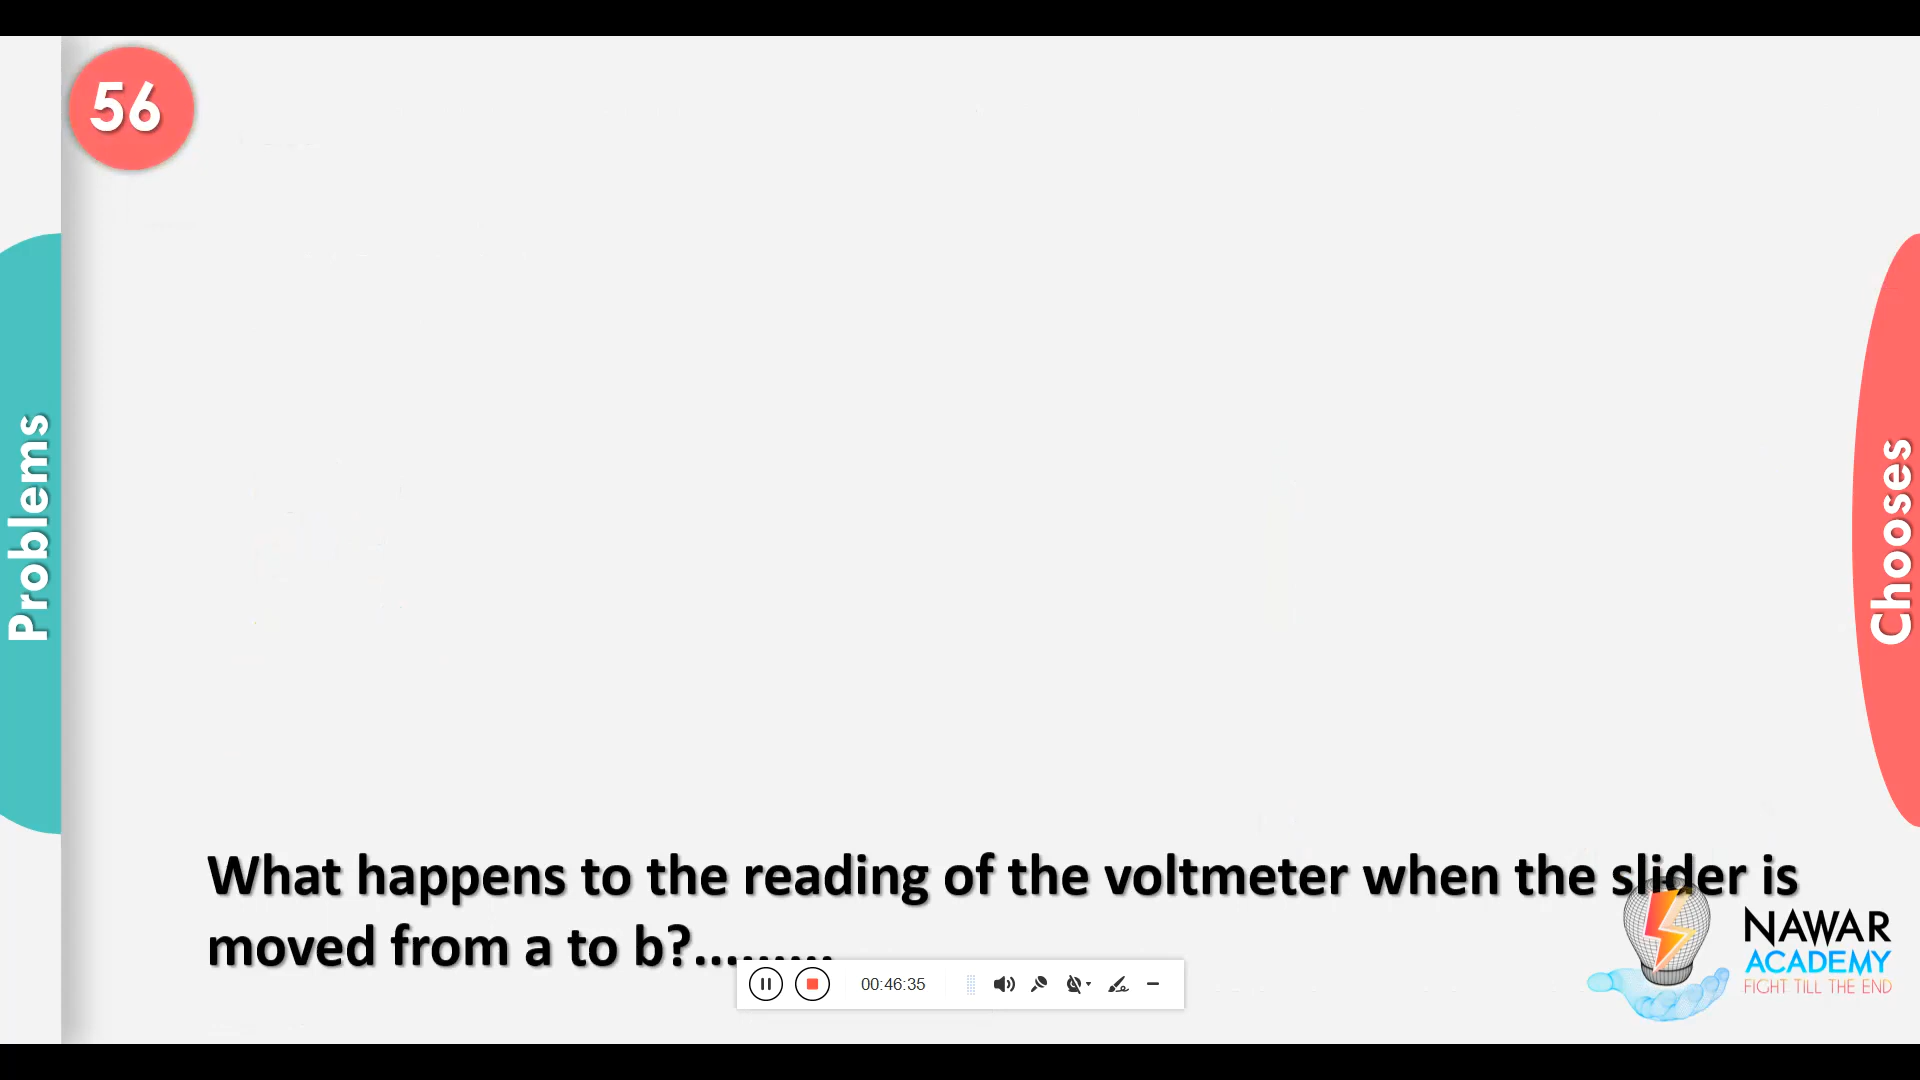 56
Problems
Chooses
What happens to the reading of the voltmeter when the slider is
moved from a to b?..........
00:46:35
NAWAR
ACADEMY
FIGHT TILL THE END